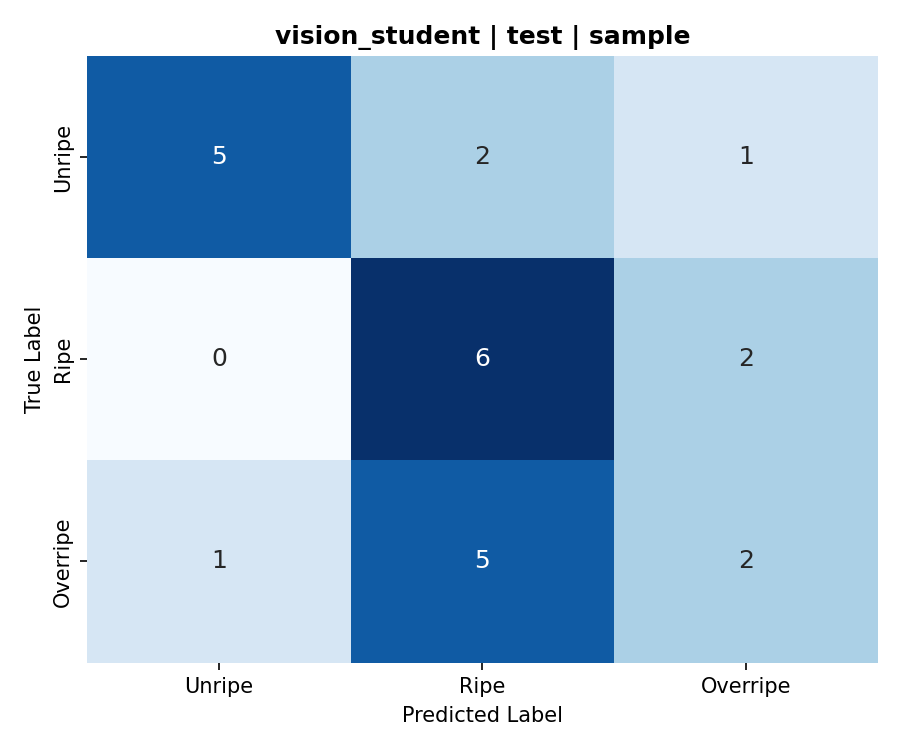 vision_student | test | sample
True Label
Unripe
5 2 1
Ripe
0 6 2
Overripe
1 5 2
Unripe Ripe Overripe
Predicted Label